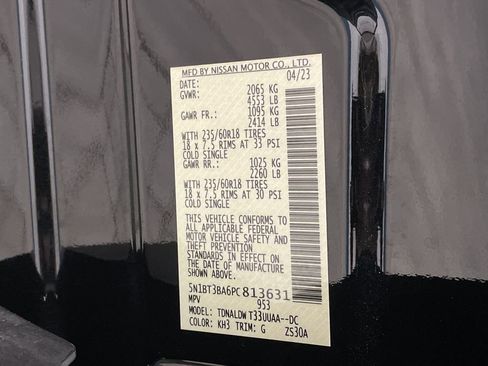 MFD BY NISSAN MOTOR CO., LTD.
DATE: 04/23
GVWR: 2065 KG
4553 LB
GAWR FR.: 1095 KG
2414 LB
WITH 235/60R18 TIRES
18 x 7.5 RIMS AT 33 PSI
COLD SINGLE
GAWR RR.: 1025 KG
2260 LB
WITH 235/60R18 TIRES
18 x 7.5 RIMS AT 30 PSI
COLD SINGLE
THIS VEHICLE CONFORMS TO
ALL APPLICABLE FEDERAL
MOTOR VEHICLE SAFETY AND
THEFT PREVENTION
STANDARDS IN EFFECT ON
THE DATE OF MANUFACTURE
SHOWN ABOVE.
5N1BT3BA6PC813631
MPV 953
MODEL: TDNALDW T33UUAA--DC
COLOR: KH3 TRIM: G ZS30A